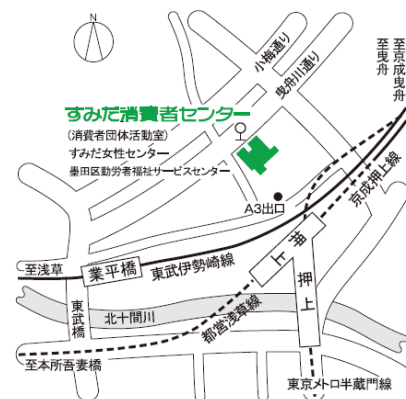 N
小梅通り
曳舟川通り
至曳舟
至京成曳舟
すみだ消費者センター
(消費者団体活動室)
すみだ女性センター
墨田区勤労者福祉サービスセンター
A3出口
京成押上線
押上
押上
至浅草
業平橋
東武伊勢崎線
東武橋
北十間川
都営浅草線
至本所吾妻橋
東京メトロ半蔵門線